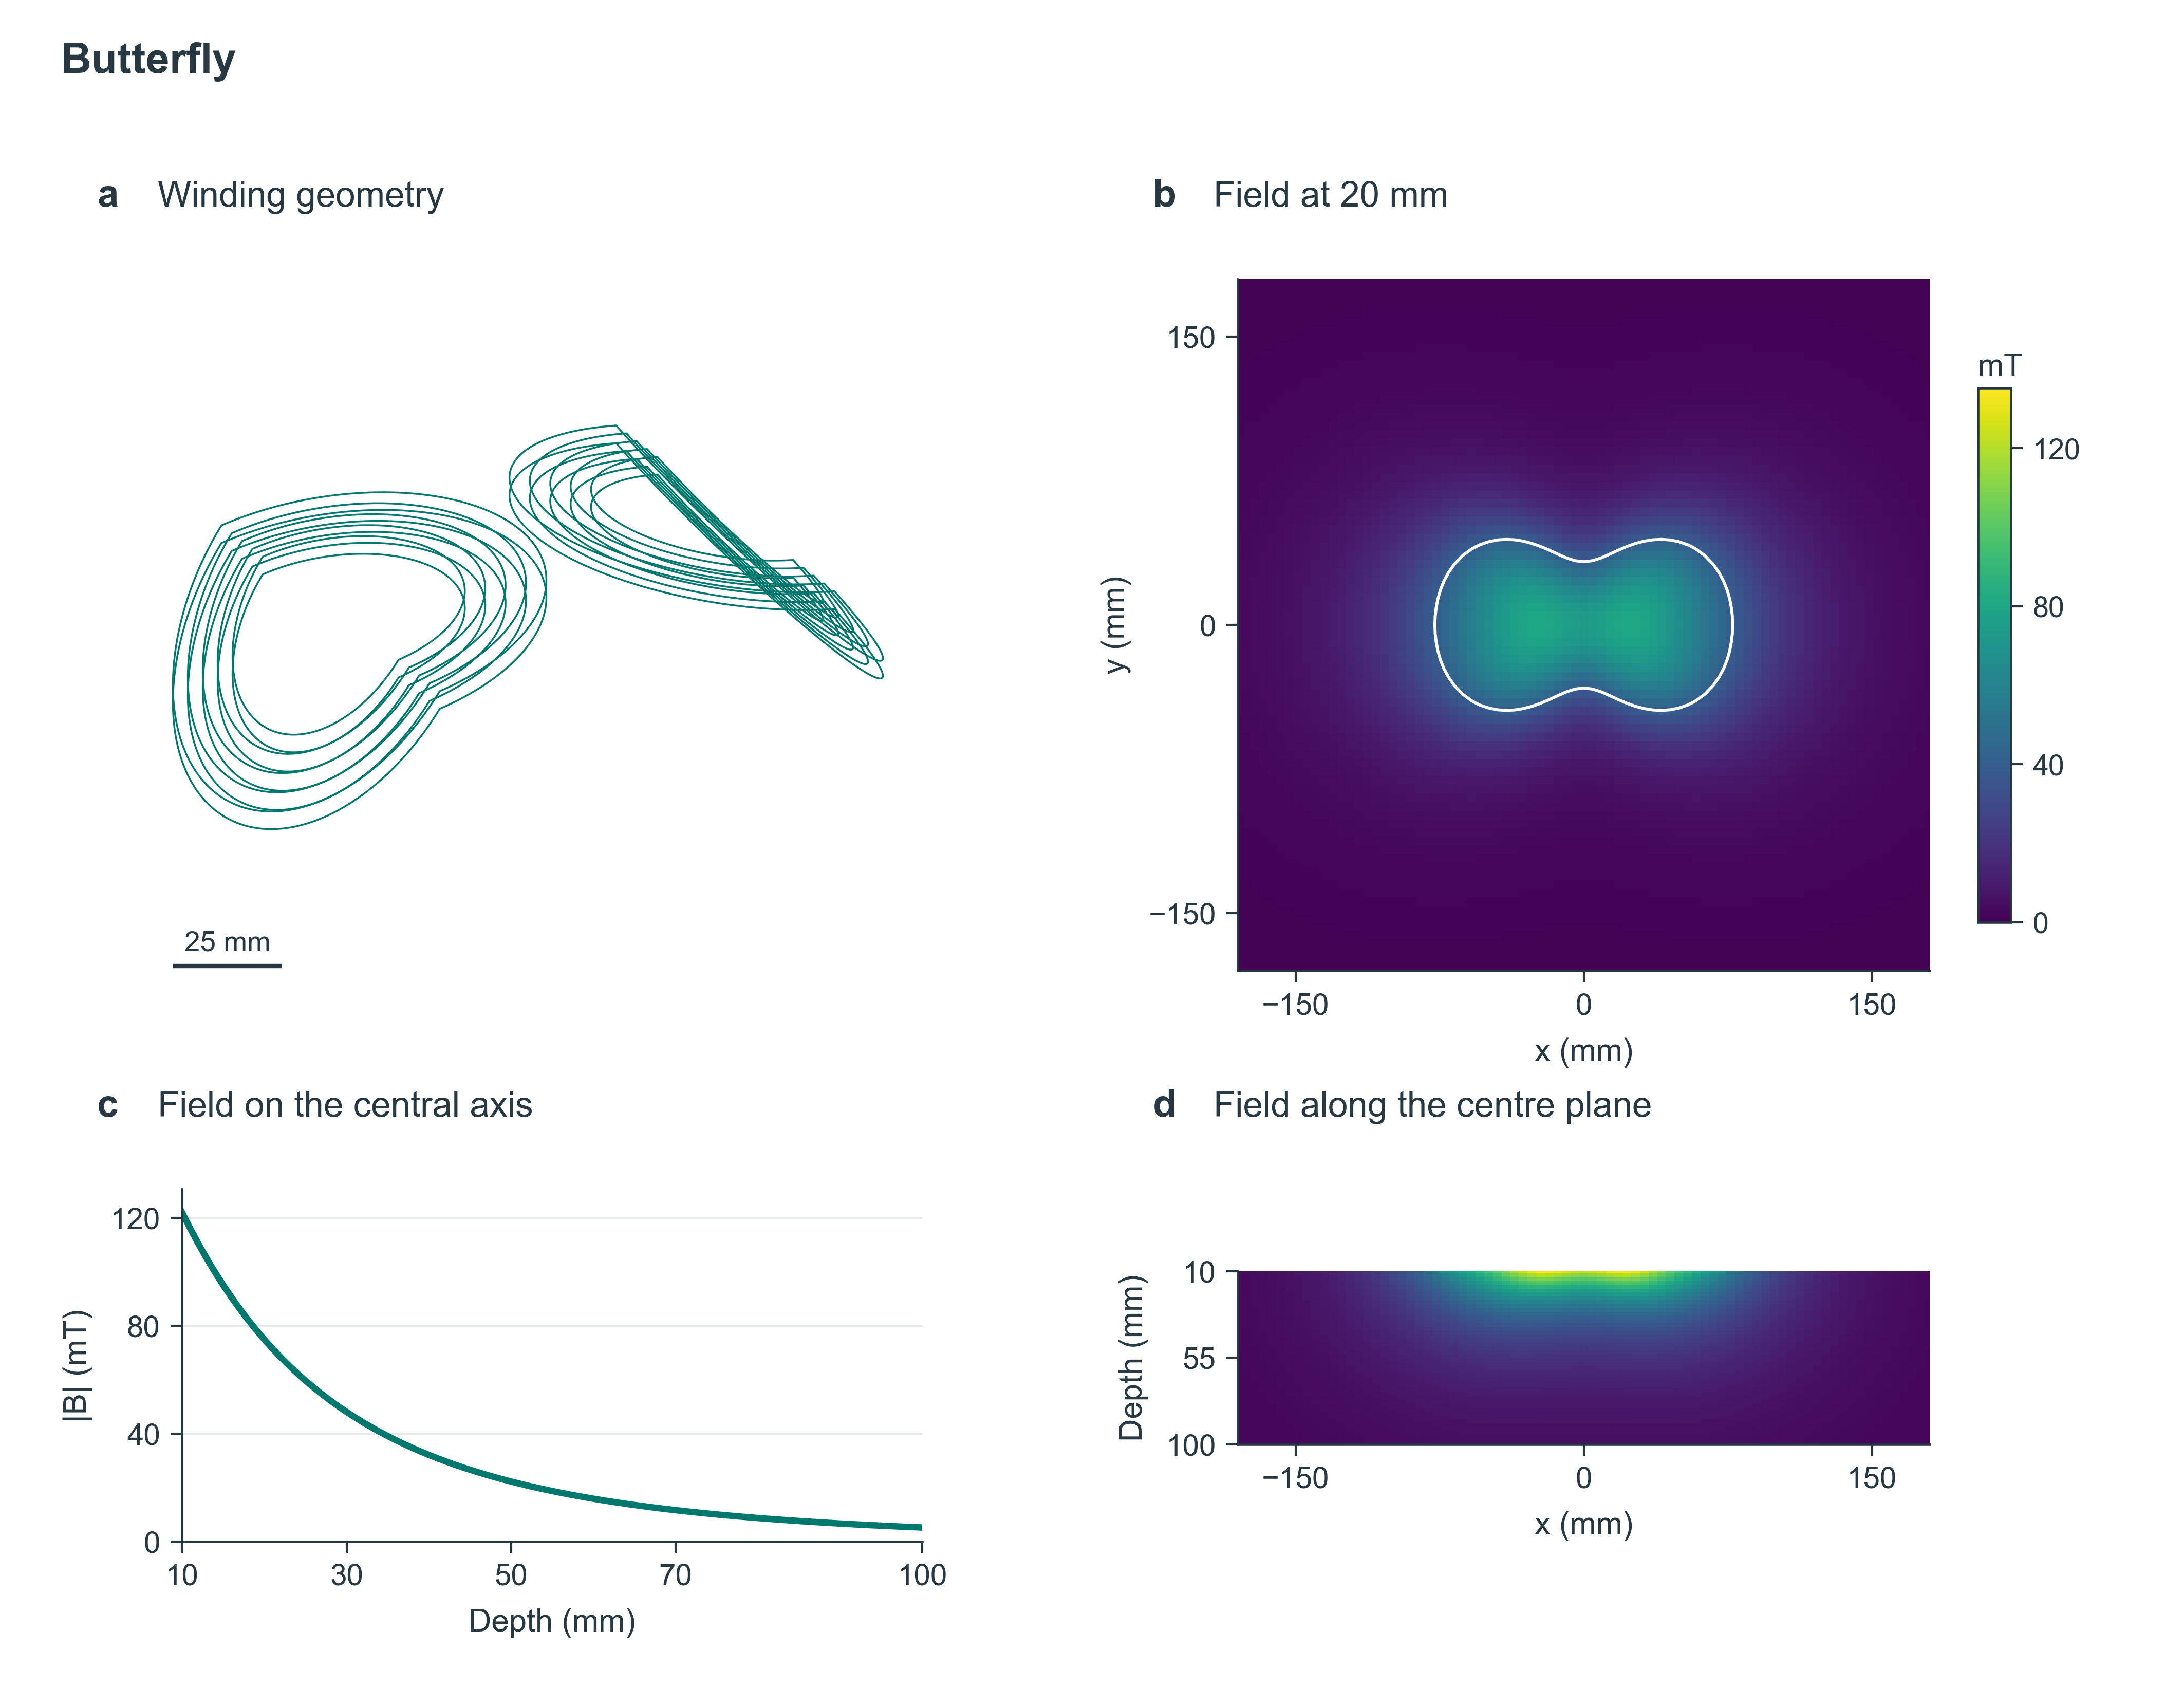 Butterfly
a Winding geometry
25 mm
b Field at 20 mm
y (mm)
150
0
−150
−150 0 150
x (mm)
mT
120
80
40
0
c Field on the central axis
|B| (mT)
120
80
40
0
10 30 50 70 100
Depth (mm)
d Field along the centre plane
Depth (mm)
10
55
100
−150 0 150
x (mm)